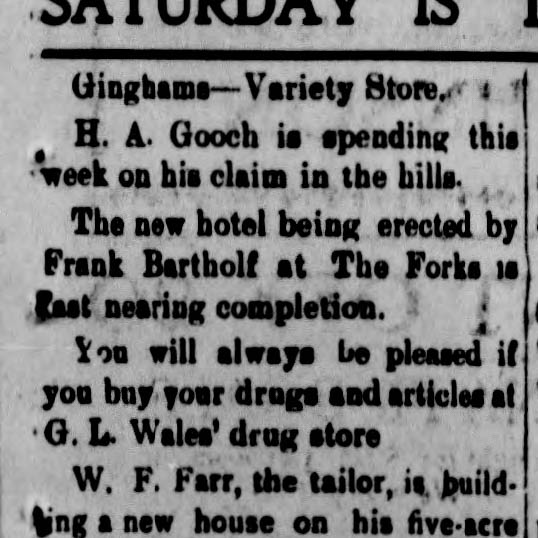 SATURDAY IS
Ginghams—Variety Store.
H. A. Gooch is spending this
week on his claim in the hills.
The new hotel being erected by
Frank Bartholf at The Forks is
fast nearing completion.
You will always be pleased if
you buy your drugs and articles at
G. L. Wales' drug store
W. F. Farr, the tailor, is build-
ing a new house on his five-acre